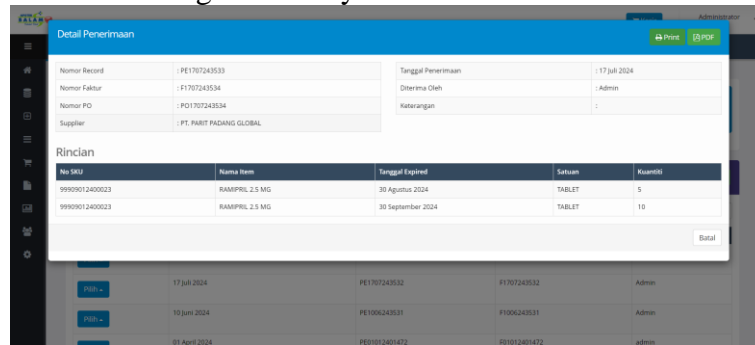 Administrator
Detail Penerimaan
Print PDF
Nomor Record : PE1707243533 Tanggal Penerimaan : 17 Juli 2024
Nomor Faktur : F1707243534 Diterima Oleh : Admin
Nomor PO : PO1707243534 Keterangan :
Supplier : PT. PARIT PADANG GLOBAL
Rincian
No SKU Nama Item Tanggal Expired Satuan Kuantiti
99909012400023 RAMIPRIL 2.5 MG 30 Agustus 2024 TABLET 5
99909012400023 RAMIPRIL 2.5 MG 30 September 2024 TABLET 10
Batal
Pilih 17 Juli 2024 PE1707243532 F1707243532 Admin
Pilih 10 Juni 2024 PE1006243531 F1006243531 Admin
01 April 2024 PE01012401472 F01012401472 admin